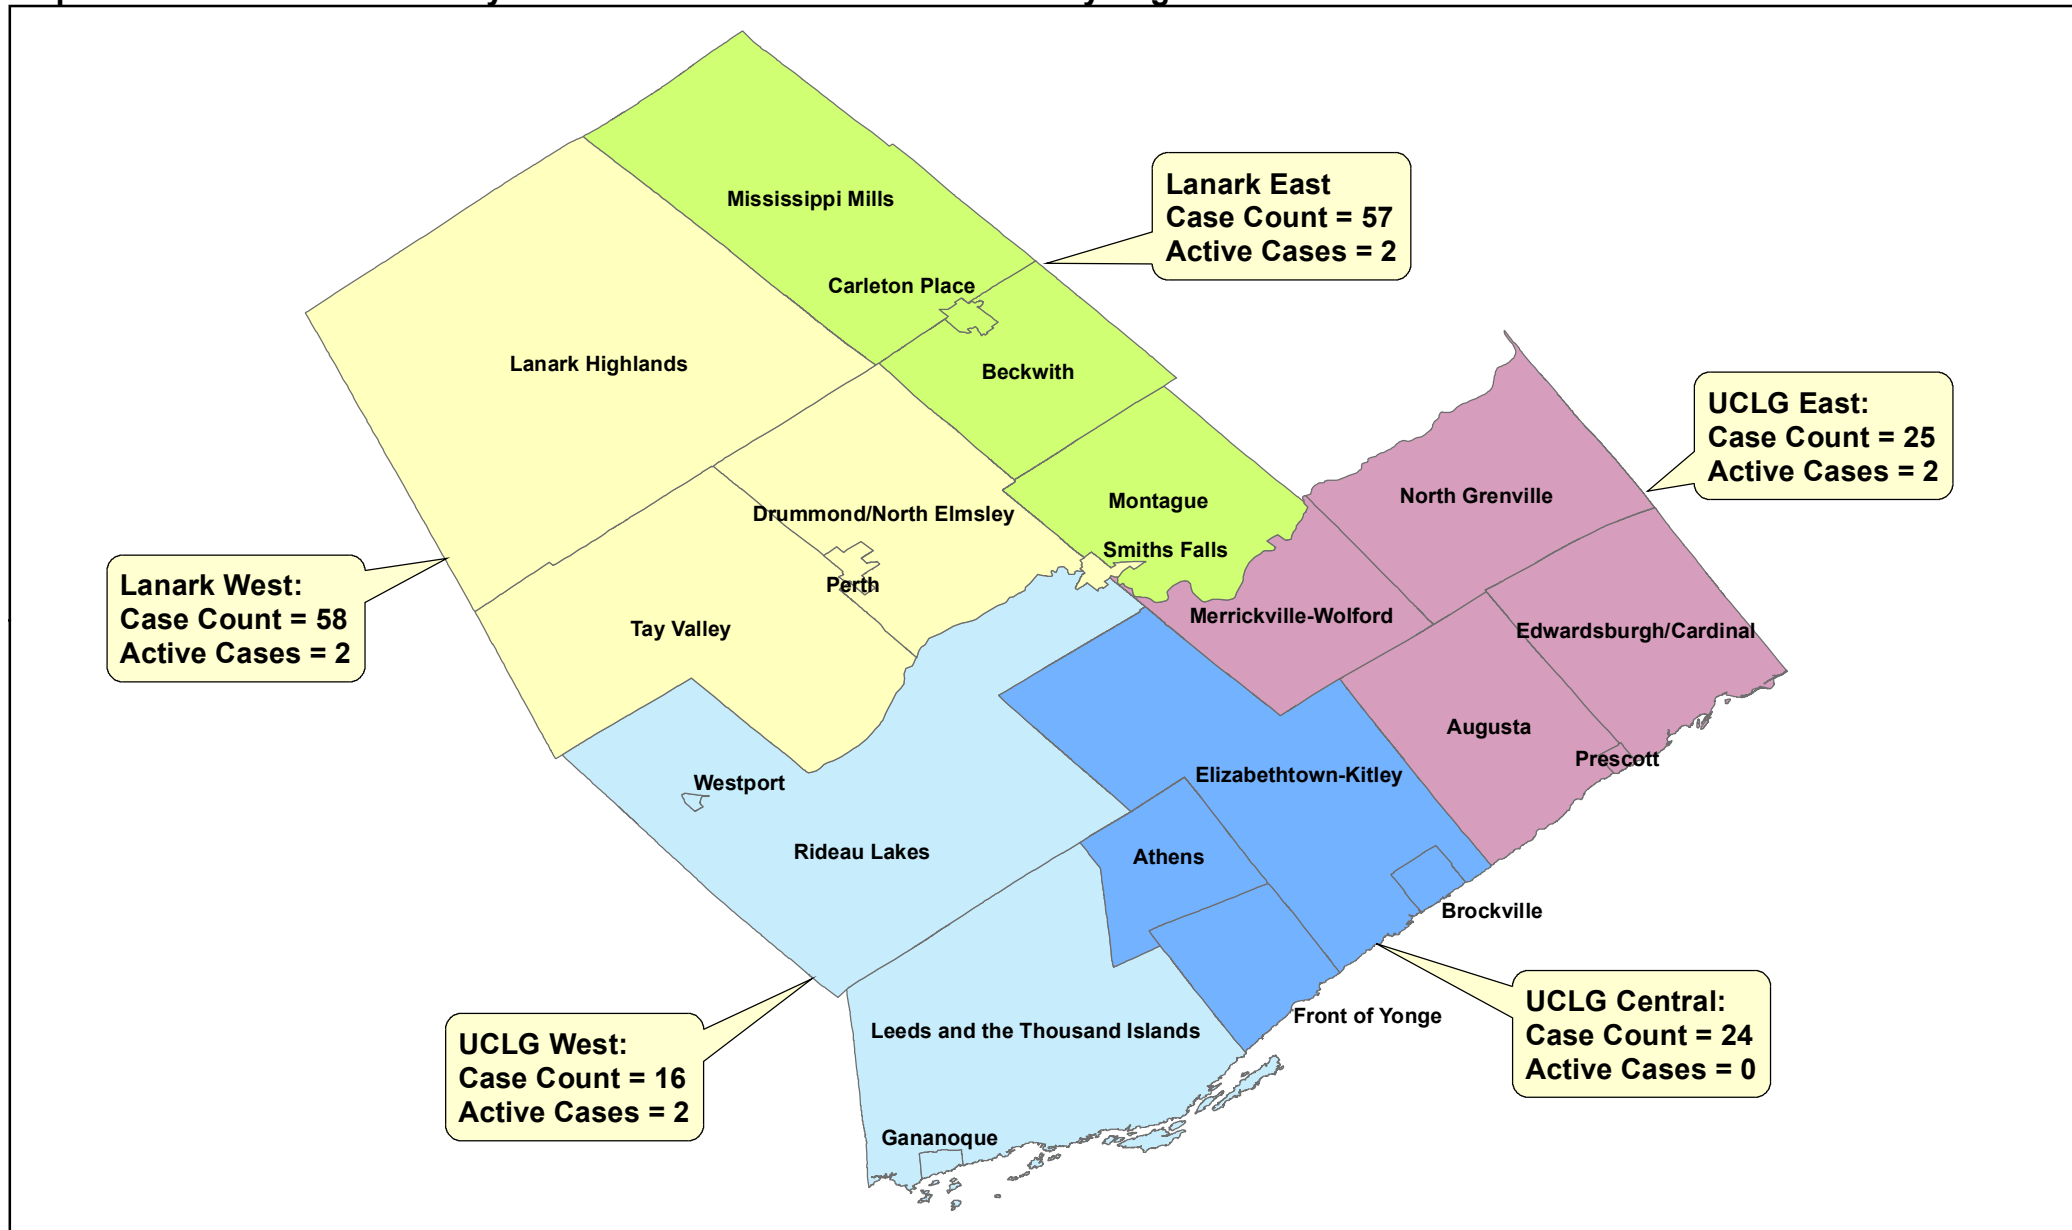 Mississippi Mills
Lanark East
Case Count = 57
Active Cases = 2
Carleton Place
Lanark Highlands
Beckwith
UCLG East:
Case Count = 25
Active Cases = 2
North Grenville
Montague
Drummond/North Elmsley
Smiths Falls
Perth
Lanark West:
Case Count = 58
Active Cases = 2
Tay Valley
Merrickville-Wolford
Edwardsburgh/Cardinal
Augusta
Prescott
Elizabethtown-Kitley
Westport
Rideau Lakes
Athens
Brockville
Front of Yonge
UCLG Central:
Case Count = 24
Active Cases = 0
Leeds and the Thousand Islands
UCLG West:
Case Count = 16
Active Cases = 2
Gananoque